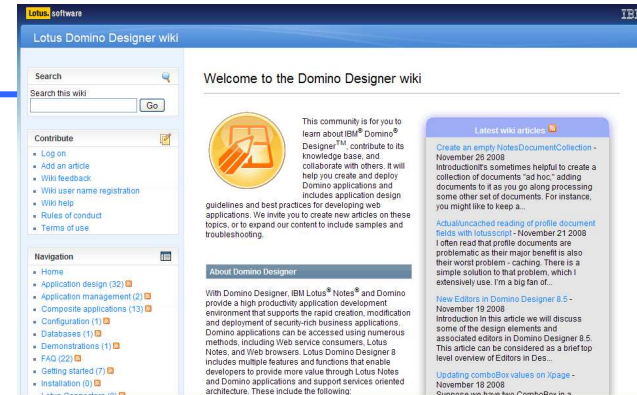 Lotus. software
IBM
Lotus Domino Designer wiki
Search
Search this wiki
Go
Contribute
Log on
Add an article
Wiki feedback
Wiki user name registration
Wiki help
Rules of conduct
Terms of use
Navigation
Home
Application design (32)
Application management (2)
Composite applications (13)
Configuration (1)
Databases (1)
Demonstrations (1)
FAQ (22)
Getting started (7)
Installation (0)
Welcome to the Domino Designer wiki
This community is for you to
learn about IBM® Domino®
Designer™, contribute to its
knowledge base, and
collaborate with others. It will
help you create and deploy
Domino applications and
includes application design
guidelines and best practices for developing web
applications. We invite you to create new articles on these
topics, or to expand our content to include samples and
troubleshooting.
About Domino Designer
With Domino Designer, IBM Lotus® Notes® and Domino
provide a high productivity application development
environment that supports the rapid creation, modification
and deployment of security-rich business applications.
Domino applications can be accessed using numerous
methods, including Web service consumers, Lotus
Notes, and Web browsers. Lotus Domino Designer 8
includes multiple features and functions that enable
developers to provide more value through Lotus Notes
and Domino applications and support services oriented
architecture. These include the following:
Latest wiki articles
Create an empty NotesDocumentCollection -
November 26 2008
IntroductionIt's sometimes helpful to create a
collection of documents "ad hoc," adding
documents to it as you go along processing
some other set of documents. For instance,
you might like to keep a...
Actual/uncached reading of profile document
fields with lotusscript - November 21 2008
I often read that profile documents are
problematic as their major benefit is also
their worst problem - caching. There is a
simple solution to that problem, which I
extensively use. I'm a big fan of...
New Editors in Domino Designer 8.5 -
November 19 2008
Introduction In this article we will discuss
some of the design elements and
associated editors in Domino Designer 8.5.
This article can be considered as a brief top
level overview of Editors in Des...
Updating comboBox values on Xpage -
November 18 2008
Suppose we have two ComboBox in a